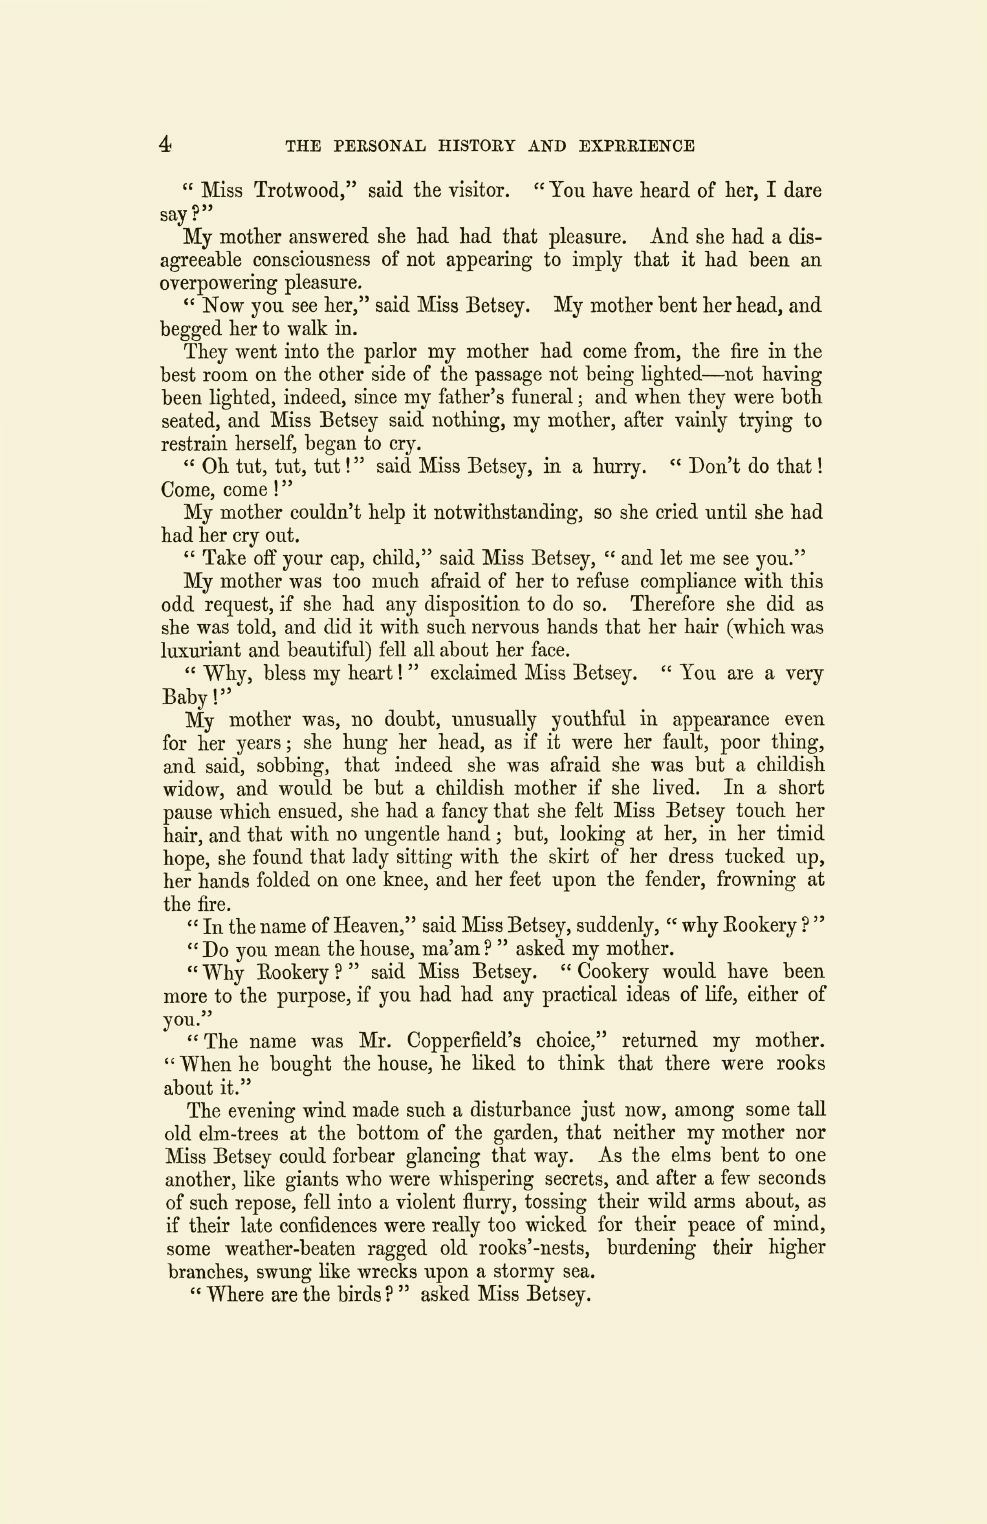 4 THE PERSONAL HISTORY AND EXPRRIENCE
“ Miss Trotwood,” said the visitor. “ You have heard of her, I dare
say ?”
My mother answered she had had that pleasure. And she had a dis-
agreeable consciousness of not appearing to imply that it had been an
overpowering pleasure.
“ Now you see her,” said Miss Betsey. My mother bent her head, and
begged her to walk in.
They went into the parlor my mother had come from, the fire in the
best room on the other side of the passage not being lighted—not having
been lighted, indeed, since my father’s funeral ; and when they were both
seated, and Miss Betsey said nothing, my mother, after vainly trying to
restrain herself, began to cry.
“ Oh tut, tut, tut !” said Miss Betsey, in a hurry. “ Don’t do that !
Come, come !”
My mother couldn’t help it notwithstanding, so she cried until she had
had her cry out.
“ Take off your cap, child,” said Miss Betsey, “ and let me see you.”
My mother was too much afraid of her to refuse compliance with this
odd request, if she had any disposition to do so. Therefore she did as
she was told, and did it with such nervous hands that her hair (which was
luxuriant and beautiful) fell all about her face.
“ Why, bless my heart ! ” exclaimed Miss Betsey. “ You are a very
Baby !”
My mother was, no doubt, unusually youthful in appearance even
for her years ; she hung her head, as if it were her fault, poor thing,
and said, sobbing, that indeed she was afraid she was but a childish
widow, and would be but a childish mother if she lived. In a short
pause which ensued, she had a fancy that she felt Miss Betsey touch her
hair, and that with no ungentle hand ; but, looking at her, in her timid
hope, she found that lady sitting with the skirt of her dress tucked up,
her hands folded on one knee, and her feet upon the fender, frowning at
the fire.
“ In the name of Heaven,” said Miss Betsey, suddenly, “ why Rookery ? ”
“ Do you mean the house, ma’am ? ” asked my mother.
“ Why Rookery ? ” said Miss Betsey. “ Cookery would have been
more to the purpose, if you had had any practical ideas of life, either of
you.”
“ The name was Mr. Copperfield’s choice,” returned my mother.
“ When he bought the house, he liked to think that there were rooks
about it.”
The evening wind made such a disturbance just now, among some tall
old elm-trees at the bottom of the garden, that neither my mother nor
Miss Betsey could forbear glancing that way. As the elms bent to one
another, like giants who were whispering secrets, and after a few seconds
of such repose, fell into a violent flurry, tossing their wild arms about, as
if their late confidences were really too wicked for their peace of mind,
some weather-beaten ragged old rooks’-nests, burdening their higher
branches, swung like wrecks upon a stormy sea.
“ Where are the birds ? ” asked Miss Betsey.